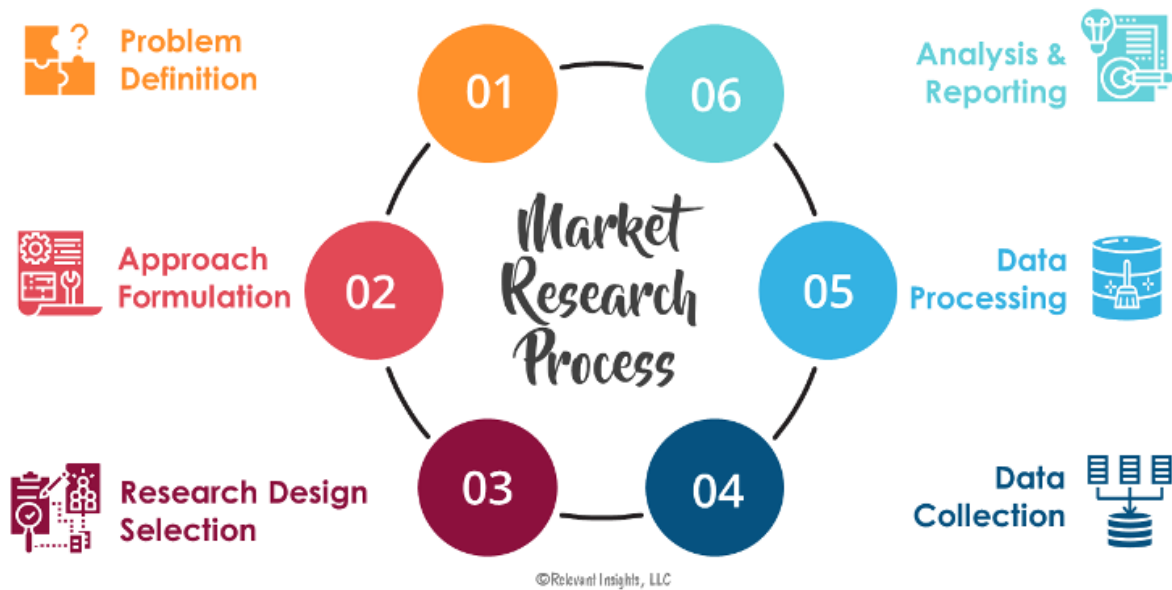 Problem
Definition
01
06
Analysis &
Reporting
Approach
Formulation
02
Market
Research
Process
05
Data
Processing
Research Design
Selection
03
04
Data
Collection
©Relevant Insights, LLC